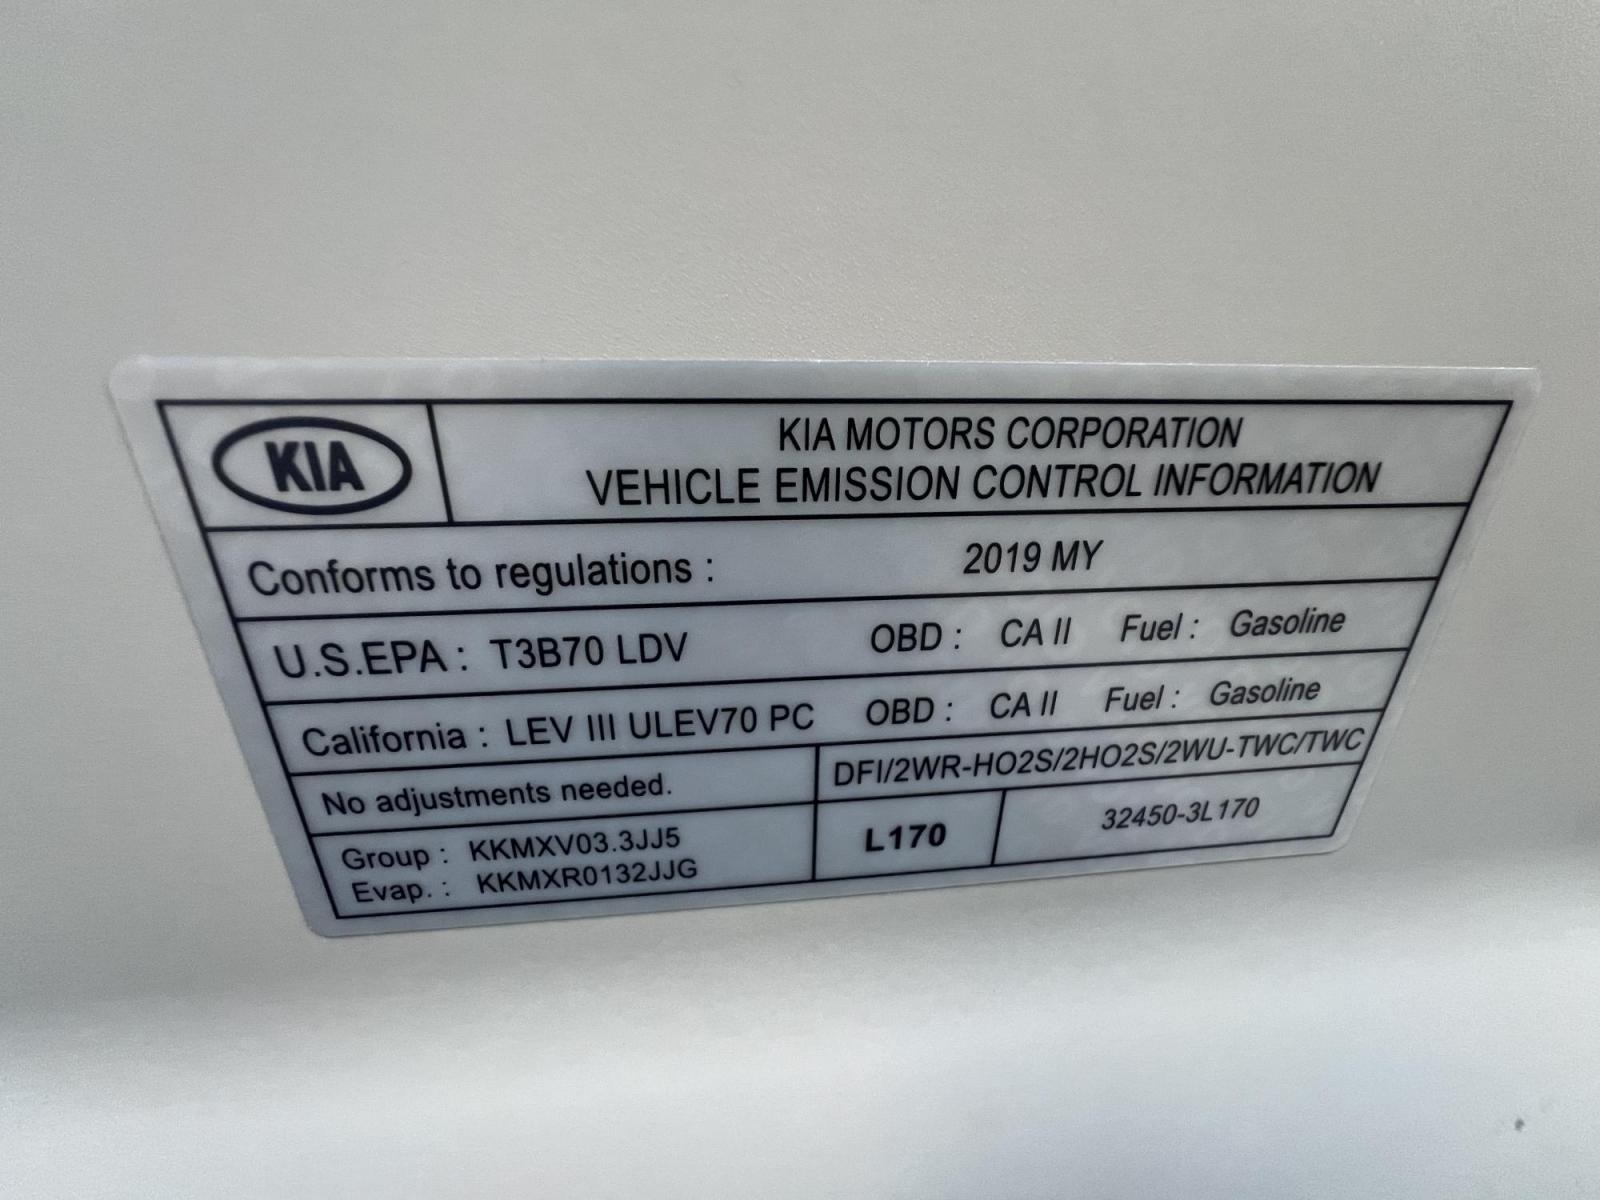 KIA
KIA MOTORS CORPORATION
VEHICLE EMISSION CONTROL INFORMATION
Conforms to regulations : 2019 MY
U.S.EPA : T3B70 LDV OBD : CA II Fuel : Gasoline
California : LEV III ULEV70 PC OBD : CA II Fuel : Gasoline
No adjustments needed. DFI/2WR-HO2S/2HO2S/2WU-TWC/TWC
Group : KKMXV03.3JJ5
Evap. : KKMXR0132JJG
L170
32450-3L170